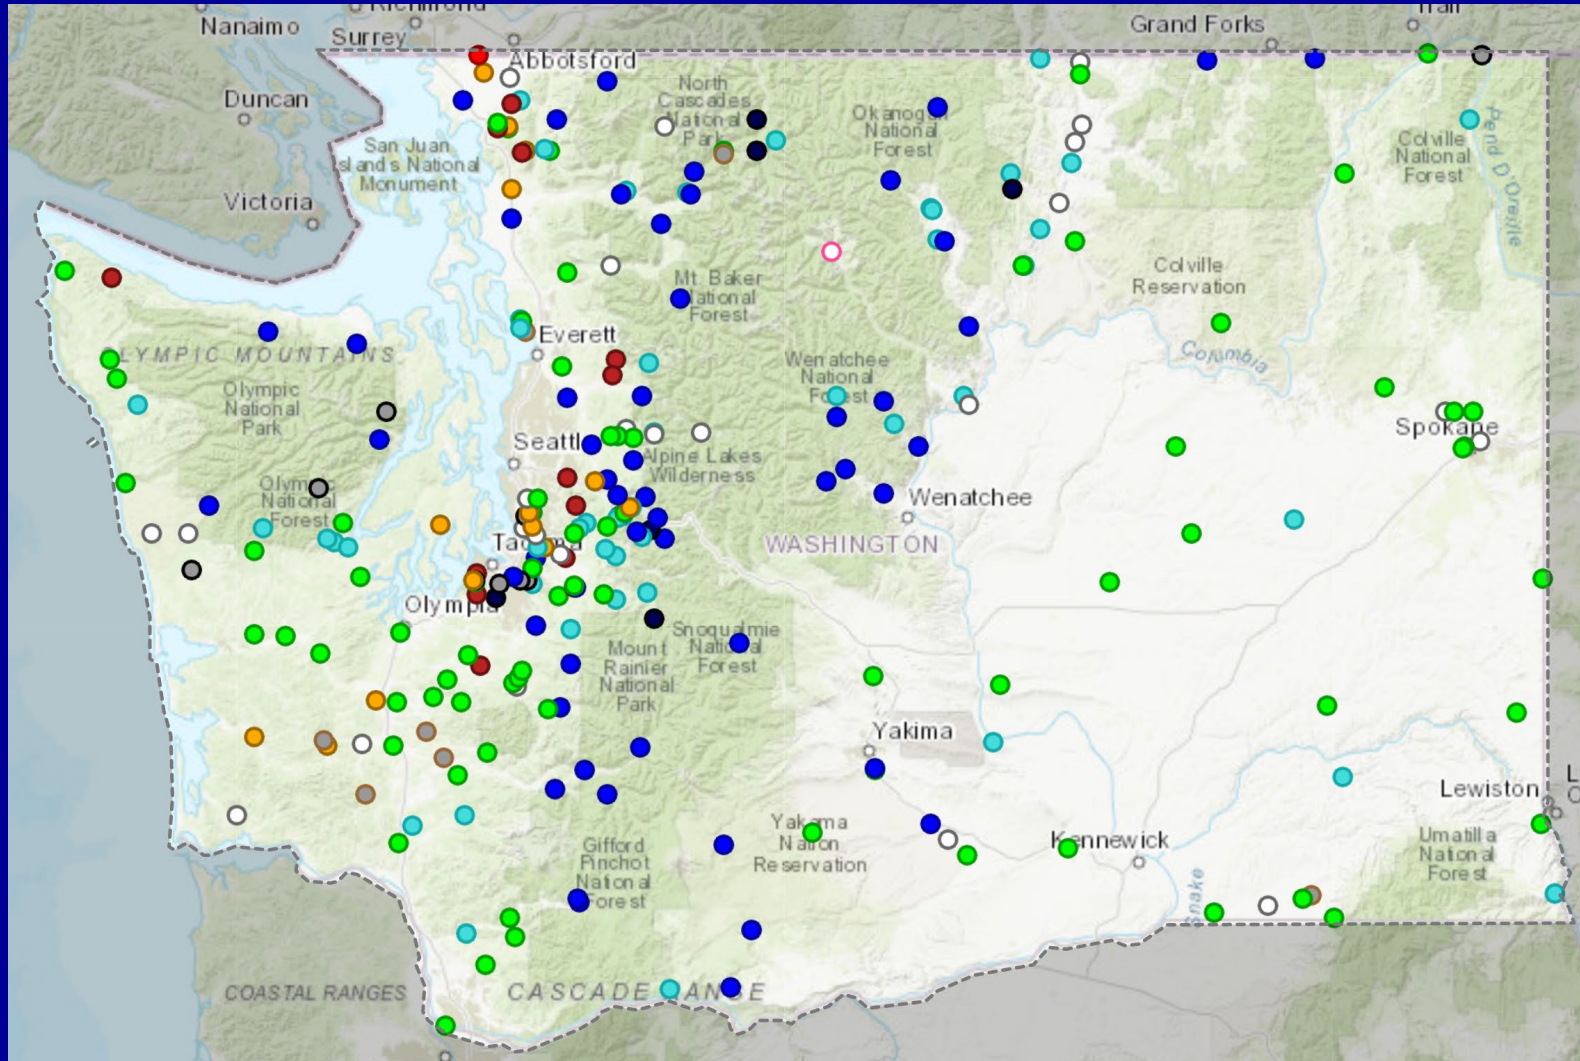 Richmond
Nanaimo
Surrey
Grand Forks
Trail
Abbotsford
Duncan
North
Cascades
National
Park
Okanogan
National
Forest
Colville
National
Forest
Pend D'Oreille
San Juan
Islands National
Monument
Victoria
Mt. Baker
National
Forest
Colville
Reservation
Everett
OLYMPIC MOUNTAINS
Olympic
National
Park
Wenatchee
National
Forest
Columbia
Seattle
Alpine Lakes
Wilderness
Spokane
Olympic
National
Forest
Wenatchee
WASHINGTON
Tacoma
Olympia
Snoqualmie
National
Forest
Mount
Rainier
National
Park
Yakima
Lewiston
Yakama
Nation
Reservation
Kennewick
Umatilla
National
Forest
Gifford
Pinchot
National
Forest
Snake
COASTAL RANGES
CASCADE RANGE